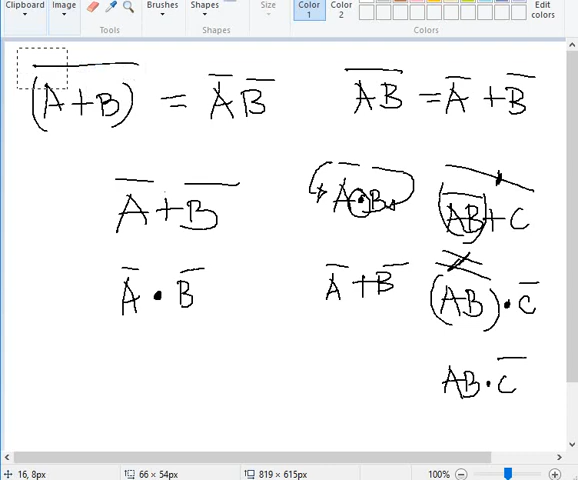 Clipboard Image Brushes Shapes Size Color 1 Color 2 Edit colors
Tools Shapes Colors
(A+B)̅ = A̅ B̅
A̅B̅ = A̅ + B̅
A̅ + B̅
A • B
AB + C
A̅ • B̅
A̅ + B̅
(AB) • C̅
AB • C̅
16, 8px 66 × 54px 819 × 615px 100%